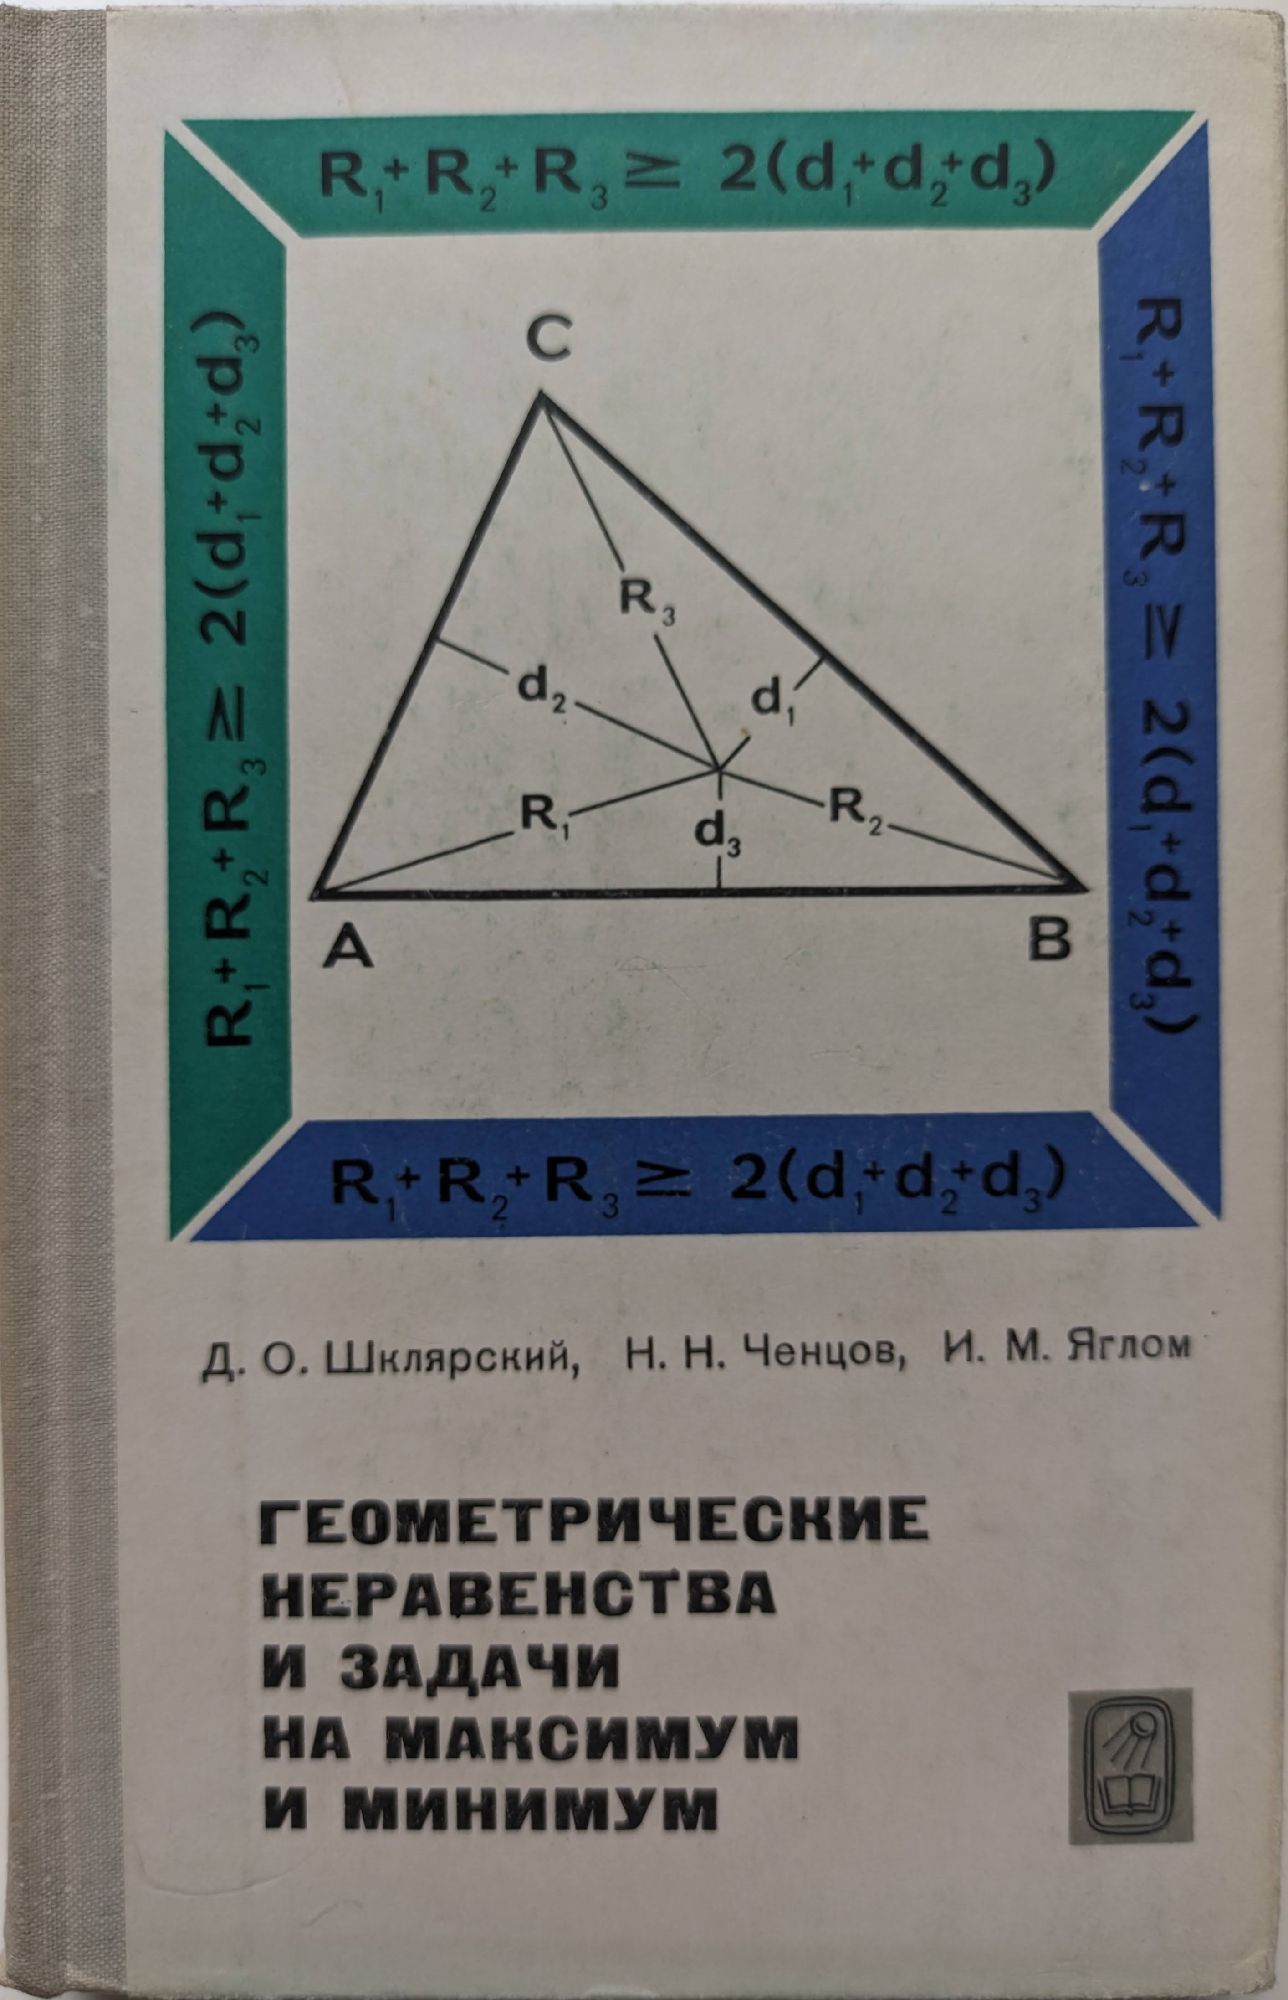 R₁+R₂+R₃ ≥ 2(d₁+d₂+d₃)
R₁+R₂+R₃ ≥ 2(d₁+d₂+d₃)
R₁+R₂+R₃ ≥ 2(d₁+d₂+d₃)
C
R₃
d₂
d₁
R₁
d₃
R₂
A
B
R₁+R₂+R₃ ≥ 2(d₁+d₂+d₃)
Д. О. Шклярский, Н. Н. Ченцов, И. М. Яглом
ГЕОМЕТРИЧЕСКИЕ
НЕРАВЕНСТВА
И ЗАДАЧИ
НА МАКСИМУМ
И МИНИМУМ